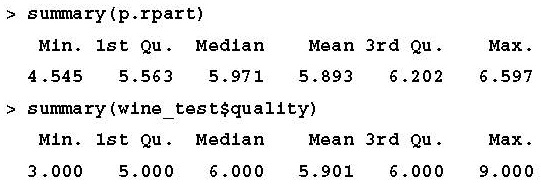 > summary(p.rpart)
Min. 1st Qu. Median Mean 3rd Qu. Max.
4.545 5.563 5.971 5.893 6.202 6.597
> summary(wine_test$quality)
Min. 1st Qu. Median Mean 3rd Qu. Max.
3.000 5.000 6.000 5.901 6.000 9.000